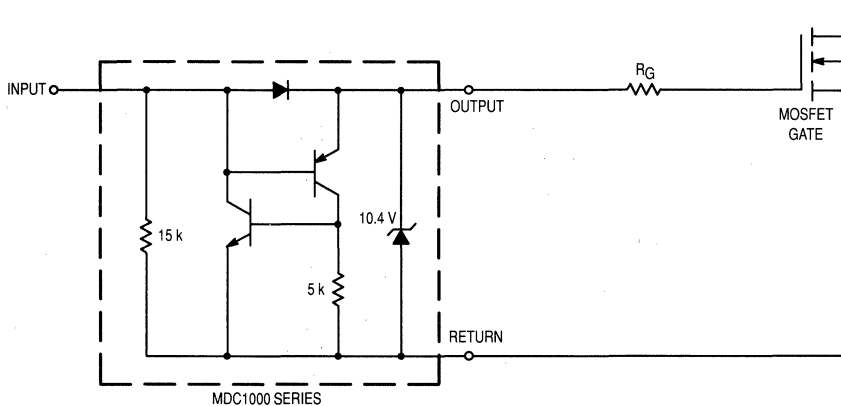 INPUT
OUTPUT
RG
MOSFET
GATE
15 k
10.4 V
5 k
RETURN
MDC1000 SERIES